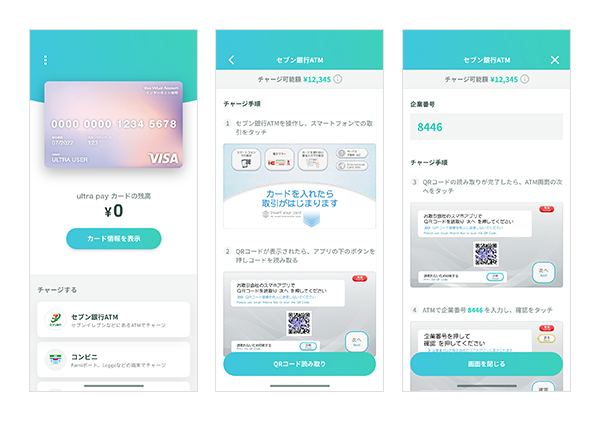 Visa Virtual Account
インターネット専用
0000 0000 1234 5678
07/2022
123
ULTRA USER
VISA
ultra pay カードの残高
¥0
カード情報を表示
チャージする
セブン銀行ATM
セブンイレブンなどにあるATMでチャージ
コンビニ
Famiポート、Loppiなどの端末でチャージ
セブン銀行ATM
チャージ可能額 ¥12,345
チャージ手順
1 セブン銀行ATMを操作し、スマートフォンでの取
引をタッチ
カードを入れたら
取引がはじまります
Insert your card
2 QRコードが表示されたら、アプリの下のボタンを
押しコードを読み取る
お取引会社のスマホアプリで
QRコードを読取り 次へ を押してください
次へ
QRコード読み取り
セブン銀行ATM
チャージ可能額 ¥12,345
企業番号
8446
チャージ手順
3 QRコードの読み取りが完了したら、ATM画面の次
へをタッチ
お取引会社のスマホアプリで
QRコードを読取り 次へ を押してください
次へ
4 ATMで企業番号 8446 を入力し、確認をタッチ
企業番号を押して
確認 を押してください
確認
画面を閉じる